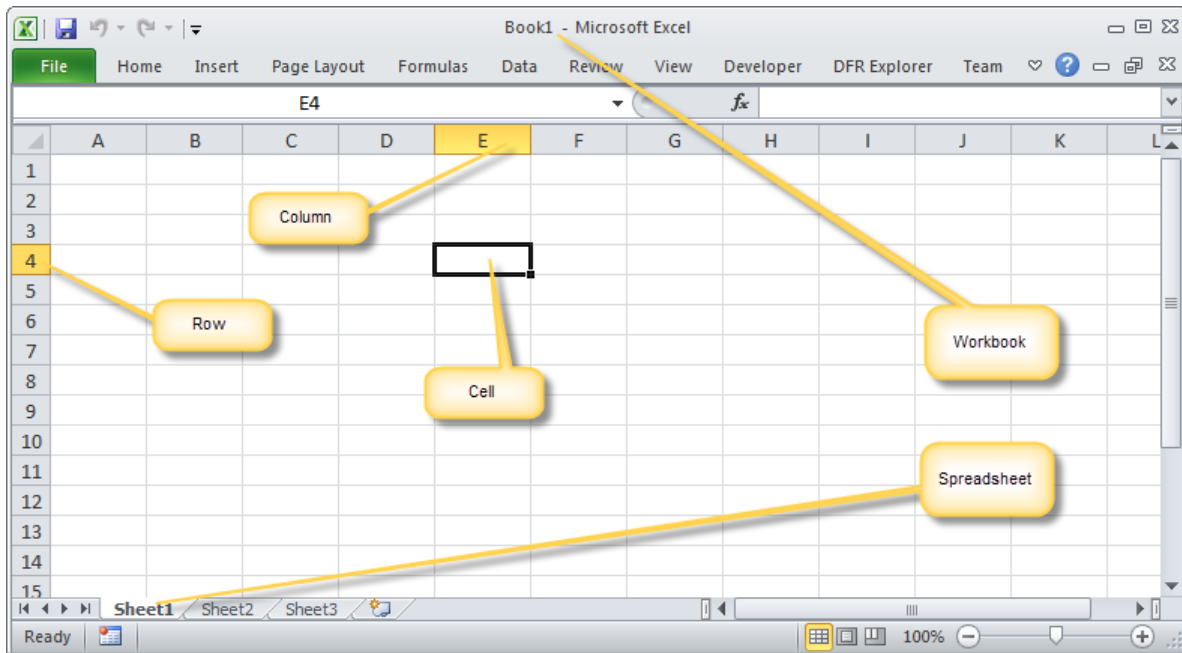 Book1 - Microsoft Excel
File Home Insert Page Layout Formulas Data Review View Developer DFR Explorer Team
E4 fx
A B C D E F G H I J K L
1
2
Column
3
4
5
6 Row
Workbook
7
8
Cell
9
10
11
Spreadsheet
12
13
14
15
Sheet1 Sheet2 Sheet3
Ready 100%